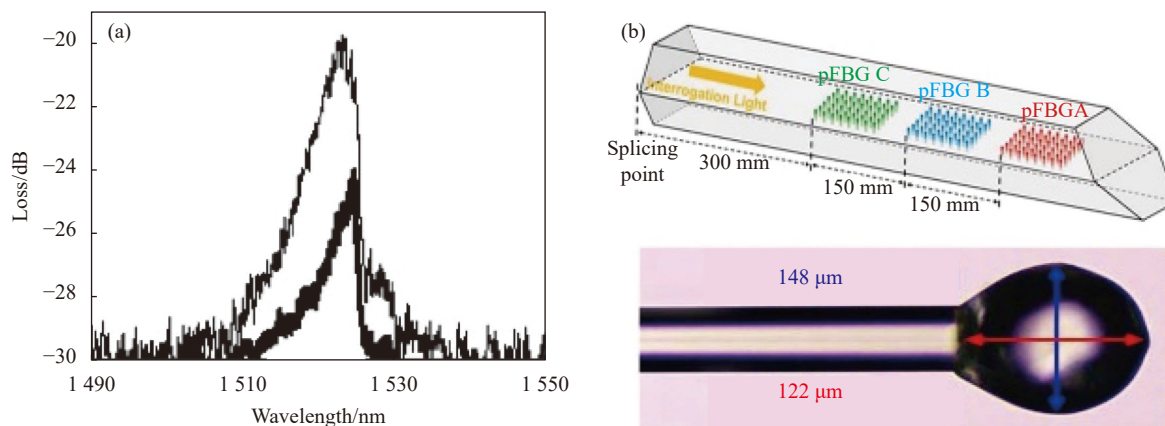 (a)
−20
−22
−24
−26
−28
−30
Loss/dB
1 490
1 510
1 530
1 550
Wavelength/nm
(b)
Interrogation Light
pFBG C
pFBG B
pFBGA
Splicing
point
300 mm
150 mm
150 mm
148 μm
122 μm